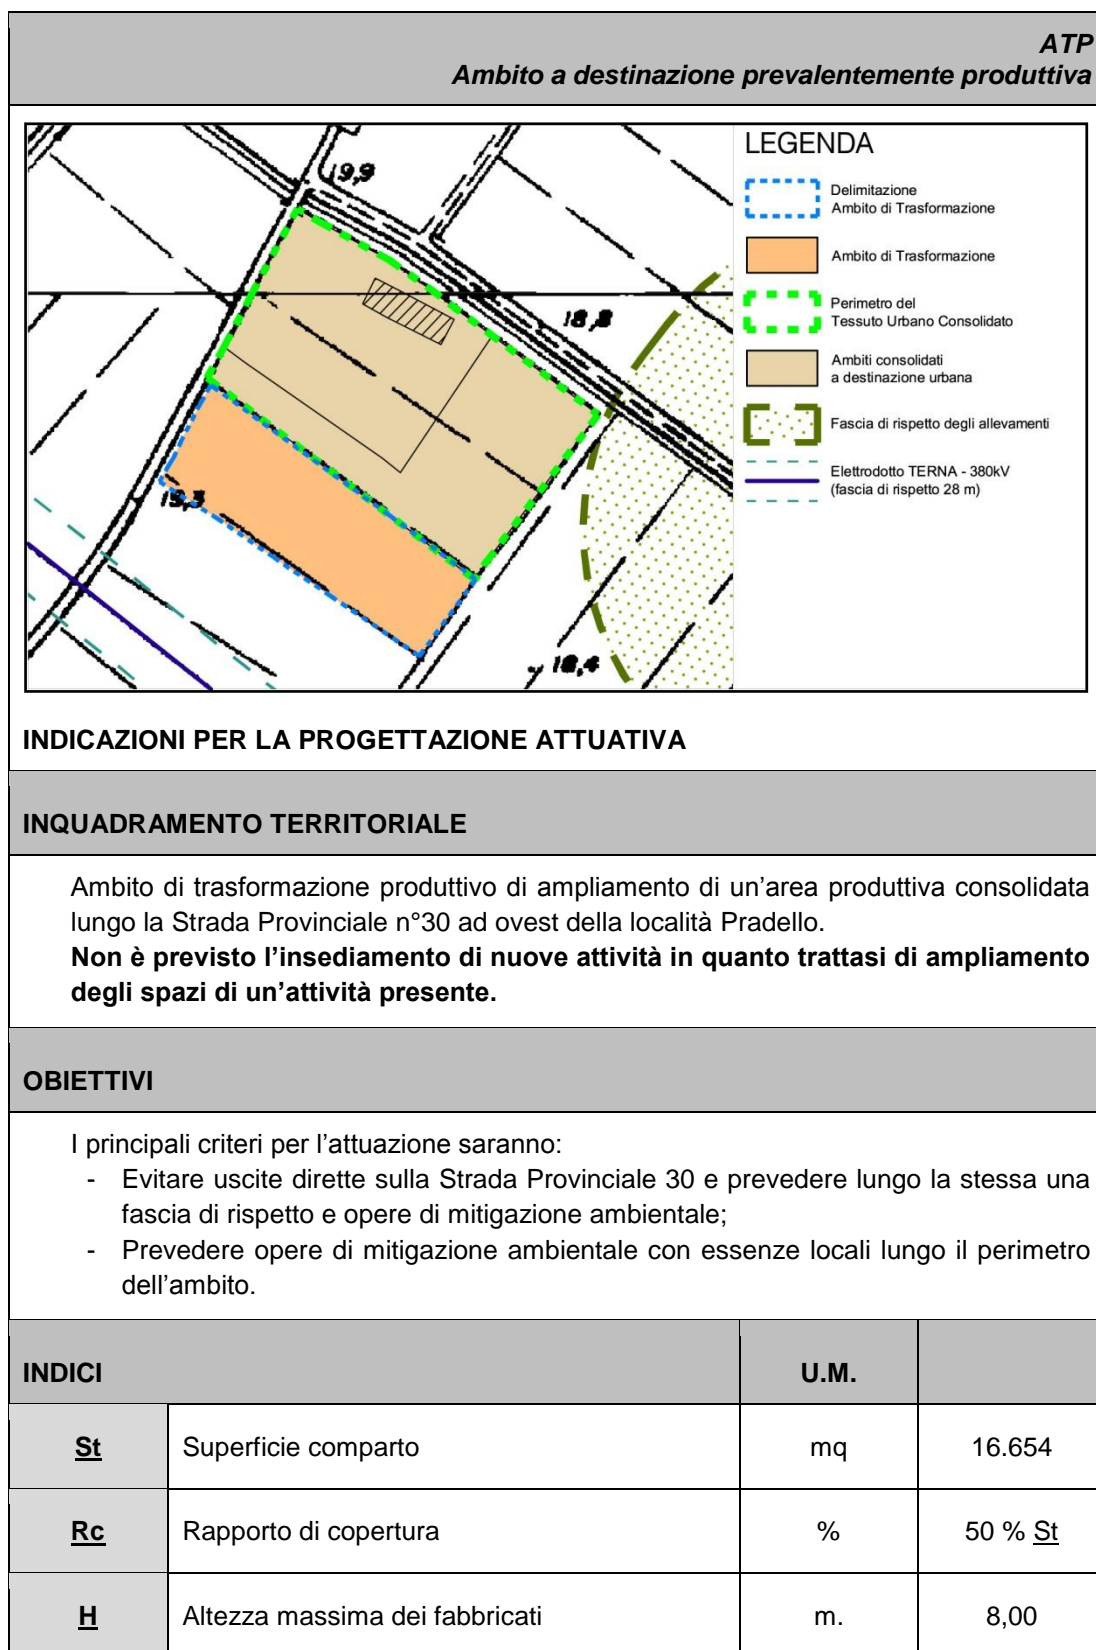 ATP
Ambito a destinazione prevalentemente produttiva
LEGENDA
Delimitazione
Ambito di Trasformazione
Ambito di Trasformazione
Perimetro del
Tessuto Urbano Consolidato
Ambiti consolidati
a destinazione urbana
Fascia di rispetto degli allevamenti
Elettrodotto TERNA - 380kV
(fascia di rispetto 28 m)
19,9
18,8
19,3
18,4
INDICAZIONI PER LA PROGETTAZIONE ATTUATIVA
INQUADRAMENTO TERRITORIALE
Ambito di trasformazione produttivo di ampliamento di un'area produttiva consolidata
lungo la Strada Provinciale n°30 ad ovest della località Pradello.
Non è previsto l'insediamento di nuove attività in quanto trattasi di ampliamento
degli spazi di un'attività presente.
OBIETTIVI
I principali criteri per l'attuazione saranno:
- Evitare uscite dirette sulla Strada Provinciale 30 e prevedere lungo la stessa una
fascia di rispetto e opere di mitigazione ambientale;
- Prevedere opere di mitigazione ambientale con essenze locali lungo il perimetro
dell'ambito.
INDICI U.M.
St Superficie comparto mq 16.654
Rc Rapporto di copertura % 50 % St
H Altezza massima dei fabbricati m. 8,00